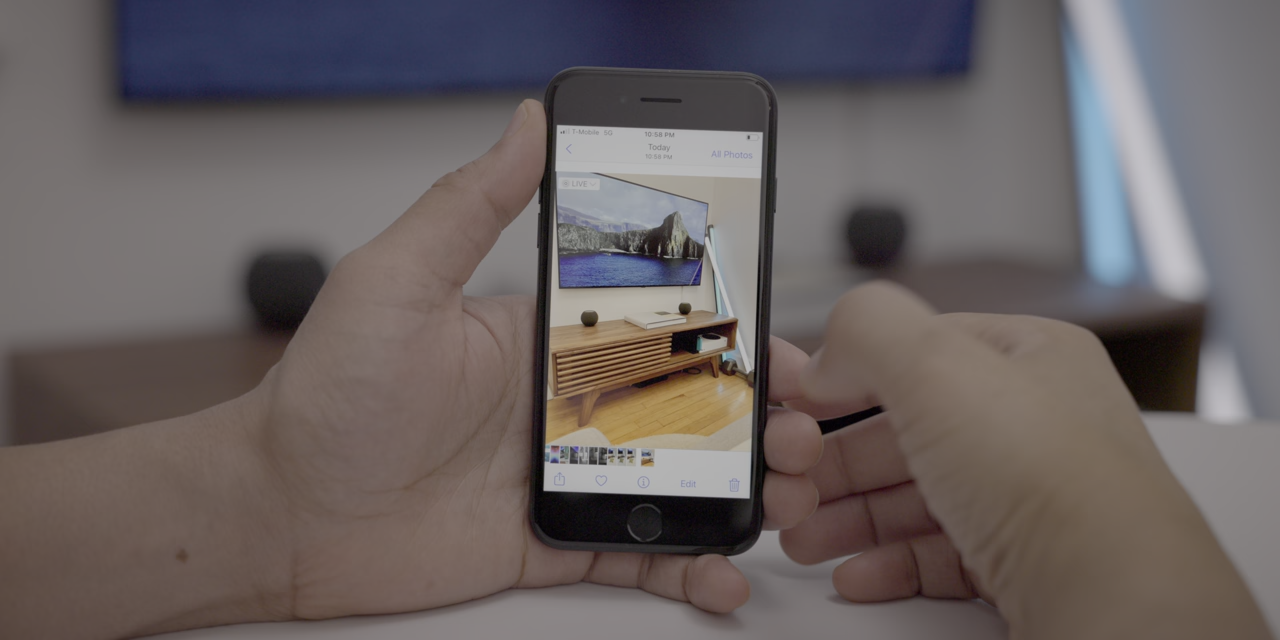 T-Mobile 5G 10:58 PM
Today
10:58 PM
All Photos
LIVE
Edit